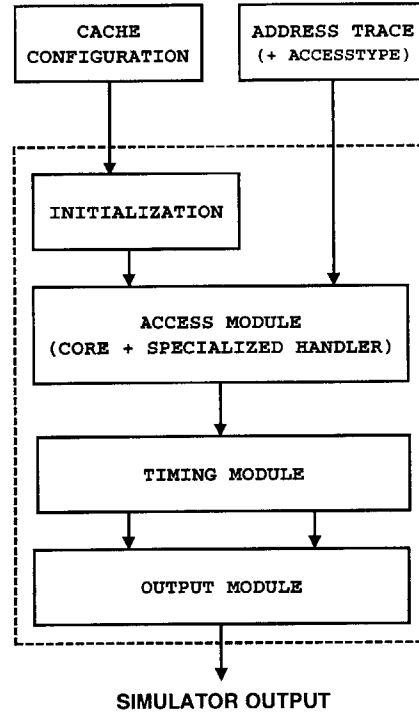 CACHE
CONFIGURATION
ADDRESS TRACE
(+ ACCESSTYPE)
INITIALIZATION
ACCESS MODULE
(CORE + SPECIALIZED HANDLER)
TIMING MODULE
OUTPUT MODULE
SIMULATOR OUTPUT